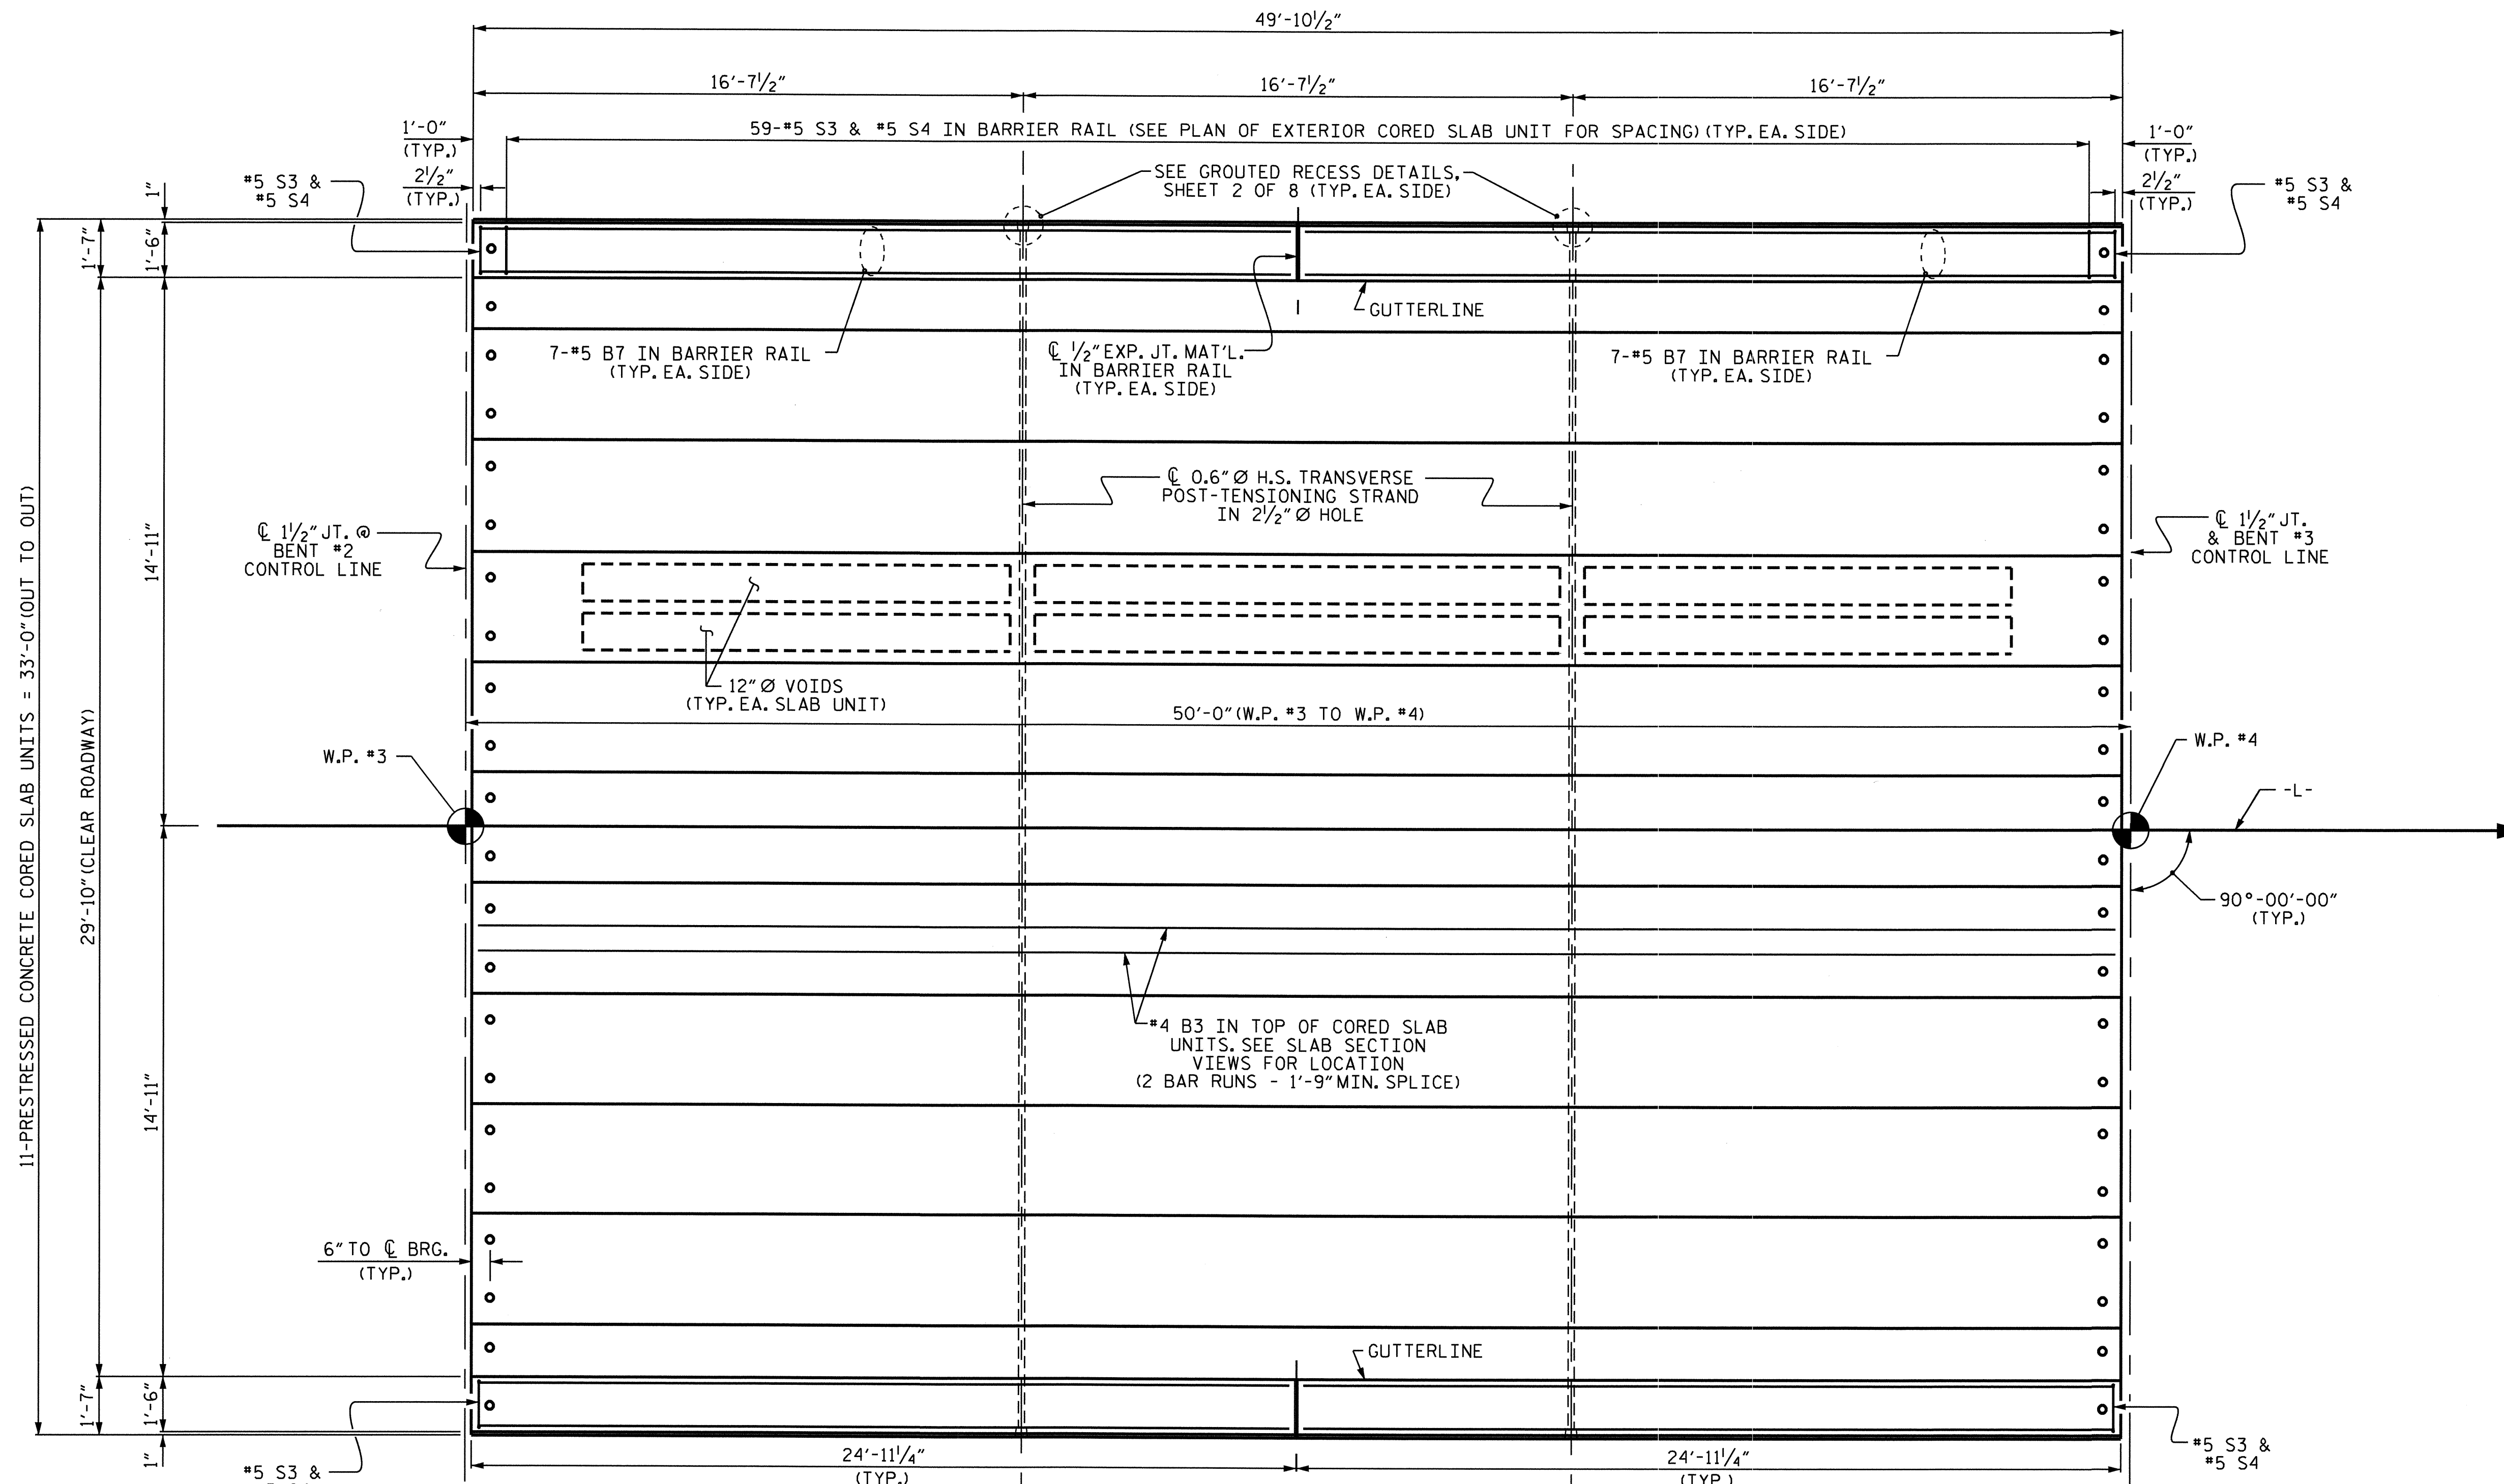 49'-10½"
16'-7½"
16'-7½"
16'-7½"
59-#5 S3 & #5 S4 IN BARRIER RAIL (SEE PLAN OF EXTERIOR CORED SLAB UNIT FOR SPACING) (TYP. EA. SIDE)
1'-0"
(TYP.)
1'-0"
(TYP.)
2½"
(TYP.)
2½"
(TYP.)
#5 S3 &
#5 S4
SEE GROUTED RECESS DETAILS,
SHEET 2 OF 8 (TYP. EA. SIDE)
#5 S3 &
#5 S4
1"
1'-6"
1'-7"
GUTTERLINE
7-#5 B7 IN BARRIER RAIL
(TYP. EA. SIDE)
℄ ½" EXP. JT. MAT'L.
IN BARRIER RAIL
(TYP. EA. SIDE)
7-#5 B7 IN BARRIER RAIL
(TYP. EA. SIDE)
℄ 0.6" Ø H.S. TRANSVERSE
POST-TENSIONING STRAND
IN 2½" Ø HOLE
℄ 1½" JT. @
BENT #2
CONTROL LINE
℄ 1½" JT.
& BENT #3
CONTROL LINE
14'-11"
12" Ø VOIDS
(TYP. EA. SLAB UNIT)
50'-0" (W.P. #3 TO W.P. #4)
W.P. #3
W.P. #4
-L-
90°-00'-00"
(TYP.)
11-PRESTRESSED CONCRETE CORED SLAB UNITS = 33'-0" (OUT TO OUT)
29'-10" (CLEAR ROADWAY)
#4 B3 IN TOP OF CORED SLAB
UNITS. SEE SLAB SECTION
VIEWS FOR LOCATION
(2 BAR RUNS - 1'-9" MIN. SPLICE)
14'-11"
6" TO ℄ BRG.
(TYP.)
GUTTERLINE
1'-7"
1'-6"
1"
24'-11¼"
(TYP.)
24'-11¼"
(TYP.)
#5 S3 &
#5 S3 &
#5 S4